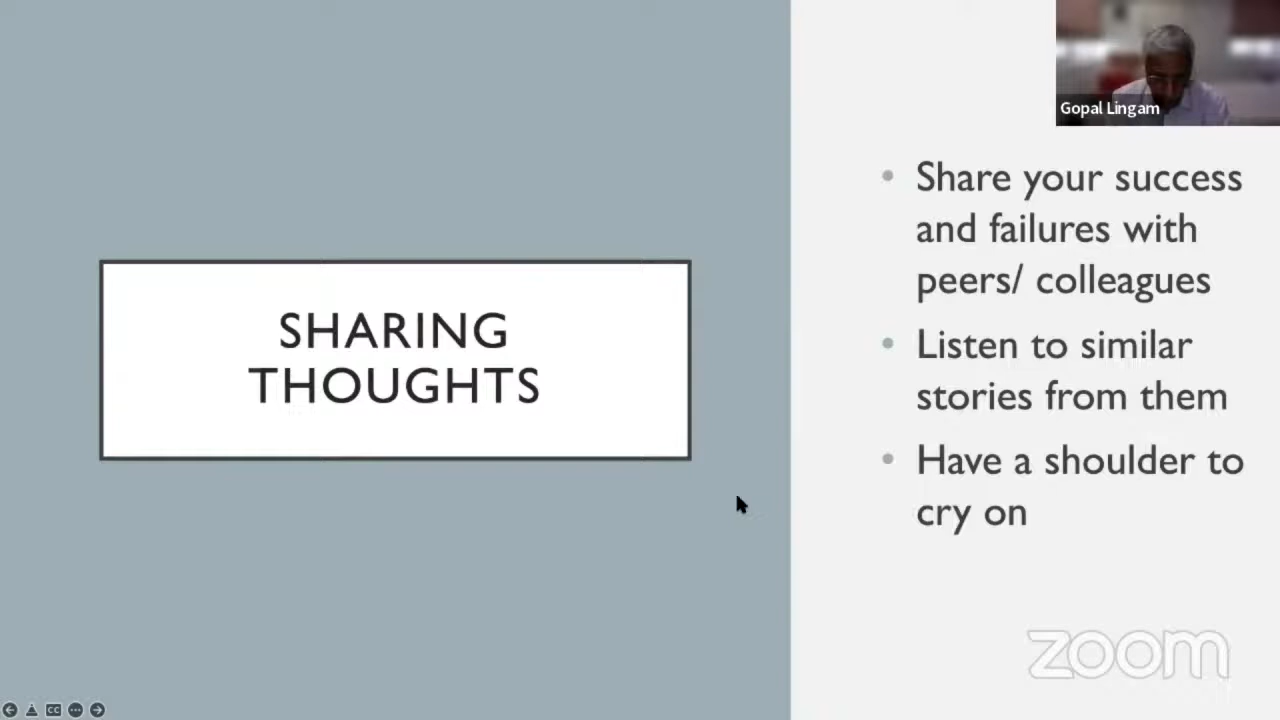 Gopal Lingam
SHARING
THOUGHTS
• Share your success
and failures with
peers/ colleagues
• Listen to similar
stories from them
• Have a shoulder to
cry on
zoom
CC